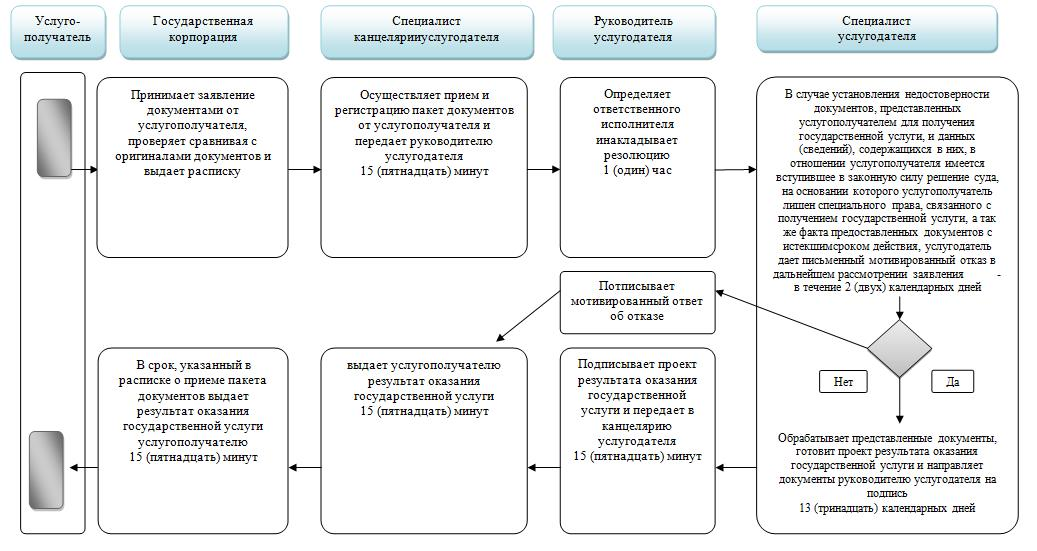 Услуго-
получатель
Государственная
корпорация
Специалист
канцелярииуслугодателя
Руководитель
услугодателя
Специалист
услугодателя
Принимает заявление
документами от
услугополучателя,
проверяет сравнивая с
оригиналами документов и
выдает расписку
Осуществляет прием и
регистрацию пакет документов
от услугополучателя и
передает руководителю
услугодателя
15 (пятнадцать) минут
Определяет
ответственного
исполнителя
инакладывает
резолюцию
1 (один) час
В случае установления недостоверности
документов, представленных
услугополучателем для получения
государственной услуги, и данных
(сведений), содержащихся в них, в
отношении услугополучателя имеется
вступившее в законную силу решение суда,
на основании которого услугополучатель
лишен специального права, связанного с
получением государственной услуги, а так
же факта предоставленных документов с
истекшимсроком действия, услугодатель
дает письменный мотивированный отказ в
дальнейшем рассмотрении заявления -
в течение 2 (двух) календарных дней
Потписывает
мотивированный ответ
об отказе
Нет
Да
В срок, указанный в
расписке о приеме пакета
документов выдает
результат оказания
государственной услуги
услугополучателю
15 (пятнадцать) минут
выдает услугополучателю
результат оказания
государственной услуги
15 (пятнадцать) минут
Подписывает проект
результата оказания
государственной
услуги и передает в
канцелярию
услугодателя
15 (пятнадцать) минут
Обрабатывает представленные документы,
готовит проект результата оказания
государственной услуги и направляет
документы руководителю услугодателя на
подпись
13 (тринадцать) календарных дней